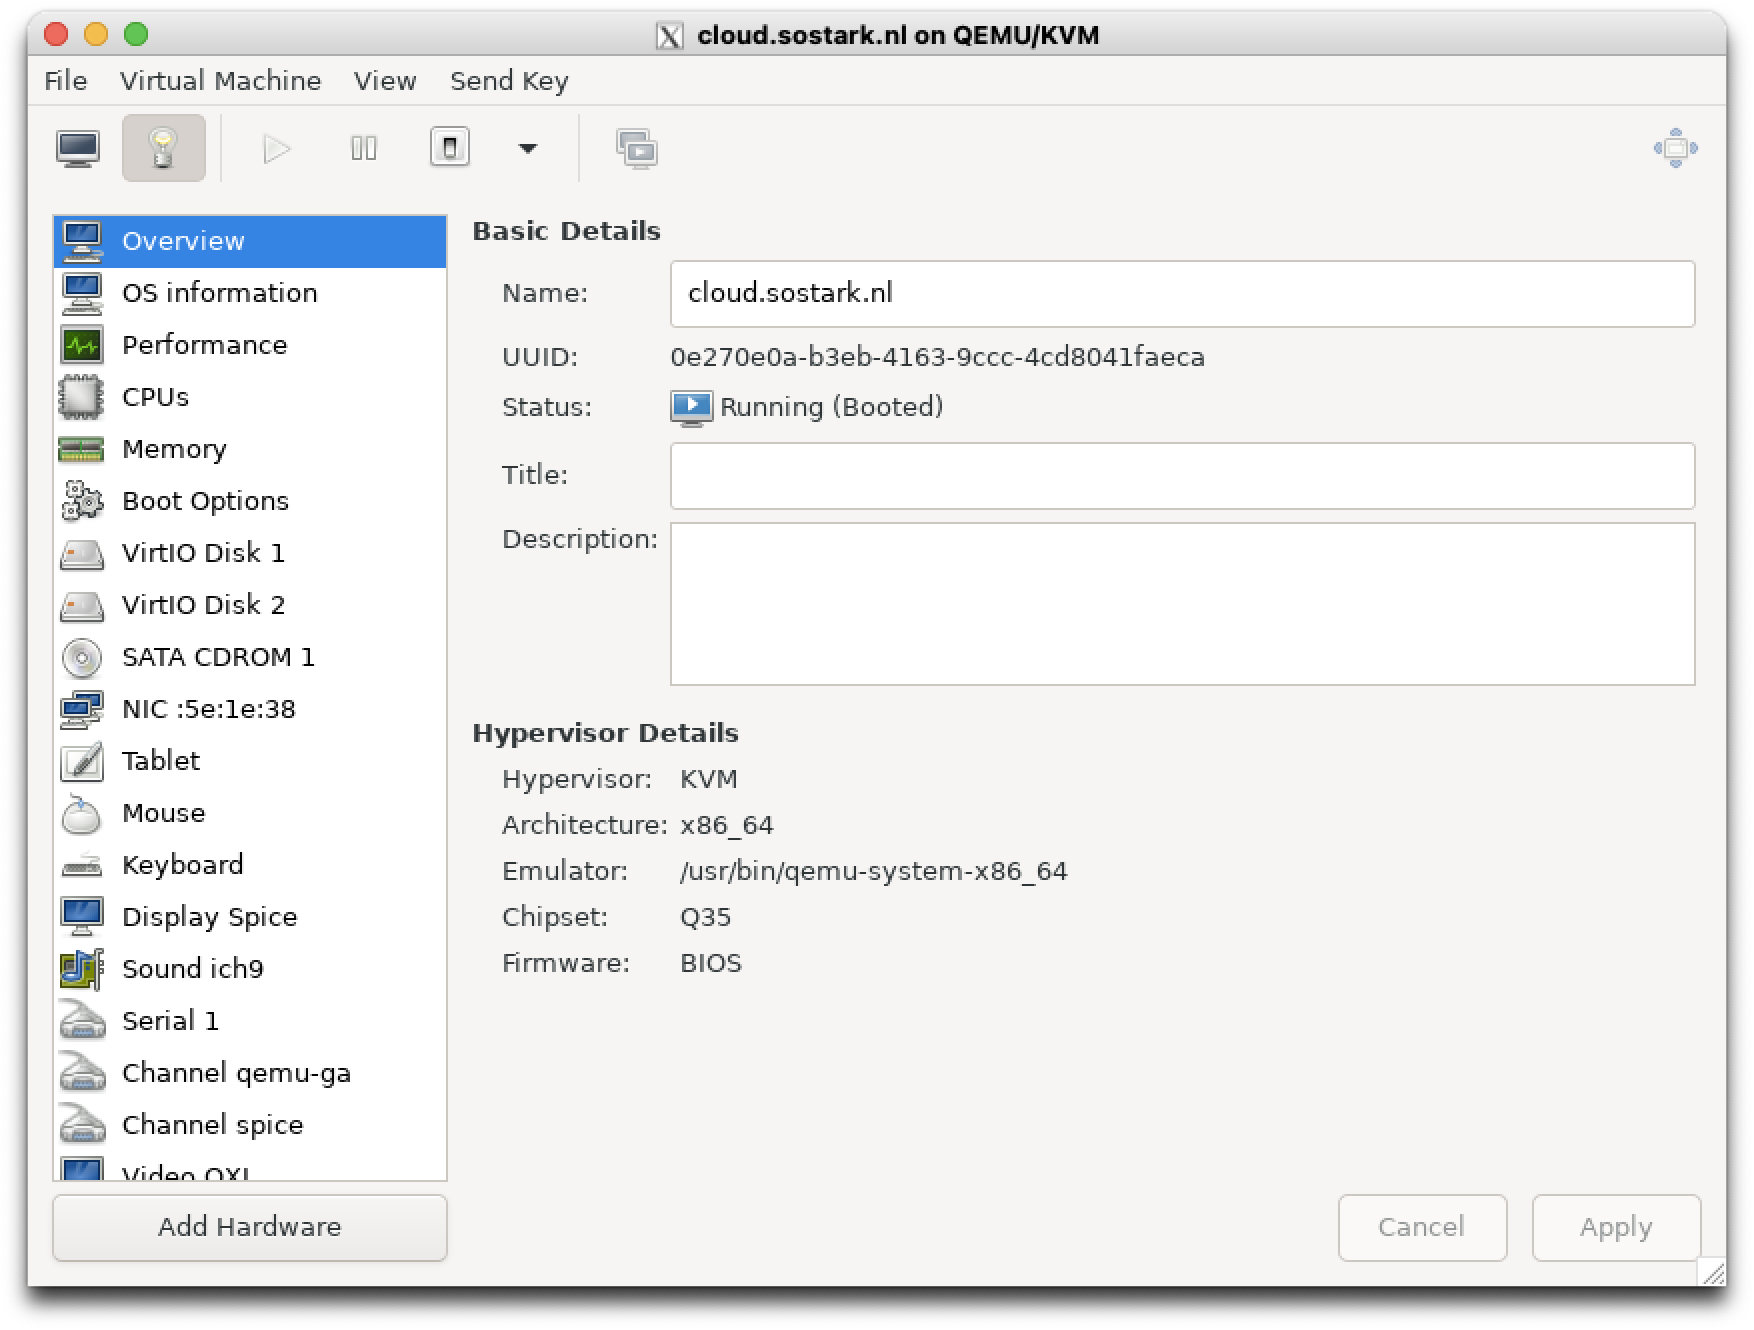 cloud.sostark.nl on QEMU/KVM
File Virtual Machine View Send Key
Overview
OS information
Performance
CPUs
Memory
Boot Options
VirtIO Disk 1
VirtIO Disk 2
SATA CDROM 1
NIC :5e:1e:38
Tablet
Mouse
Keyboard
Display Spice
Sound ich9
Serial 1
Channel qemu-ga
Channel spice
Video QXL
Add Hardware
Basic Details
Name: cloud.sostark.nl
UUID: 0e270e0a-b3eb-4163-9ccc-4cd8041faeca
Status: Running (Booted)
Title:
Description:
Hypervisor Details
Hypervisor: KVM
Architecture: x86_64
Emulator: /usr/bin/qemu-system-x86_64
Chipset: Q35
Firmware: BIOS
Cancel Apply